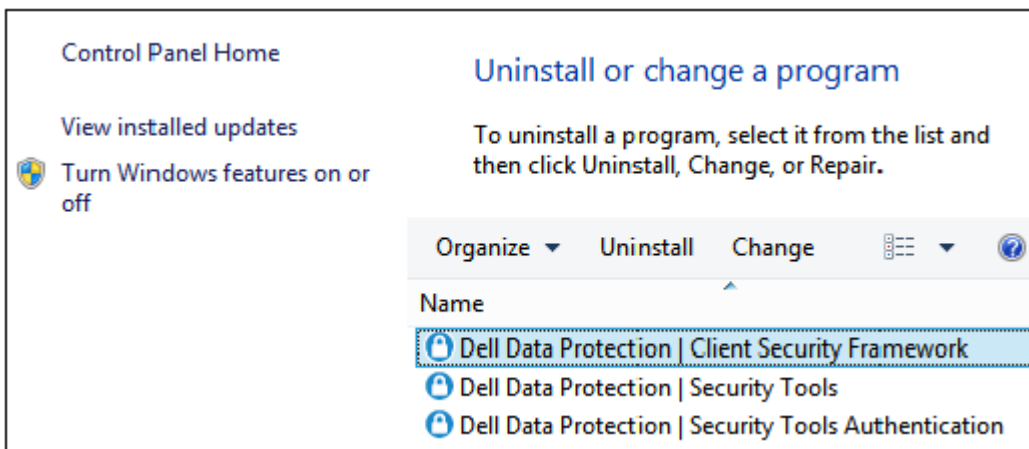 Control Panel Home
View installed updates
Turn Windows features on or
off
Uninstall or change a program
To uninstall a program, select it from the list and
then click Uninstall, Change, or Repair.
Organize Uninstall Change
Name
Dell Data Protection | Client Security Framework
Dell Data Protection | Security Tools
Dell Data Protection | Security Tools Authentication